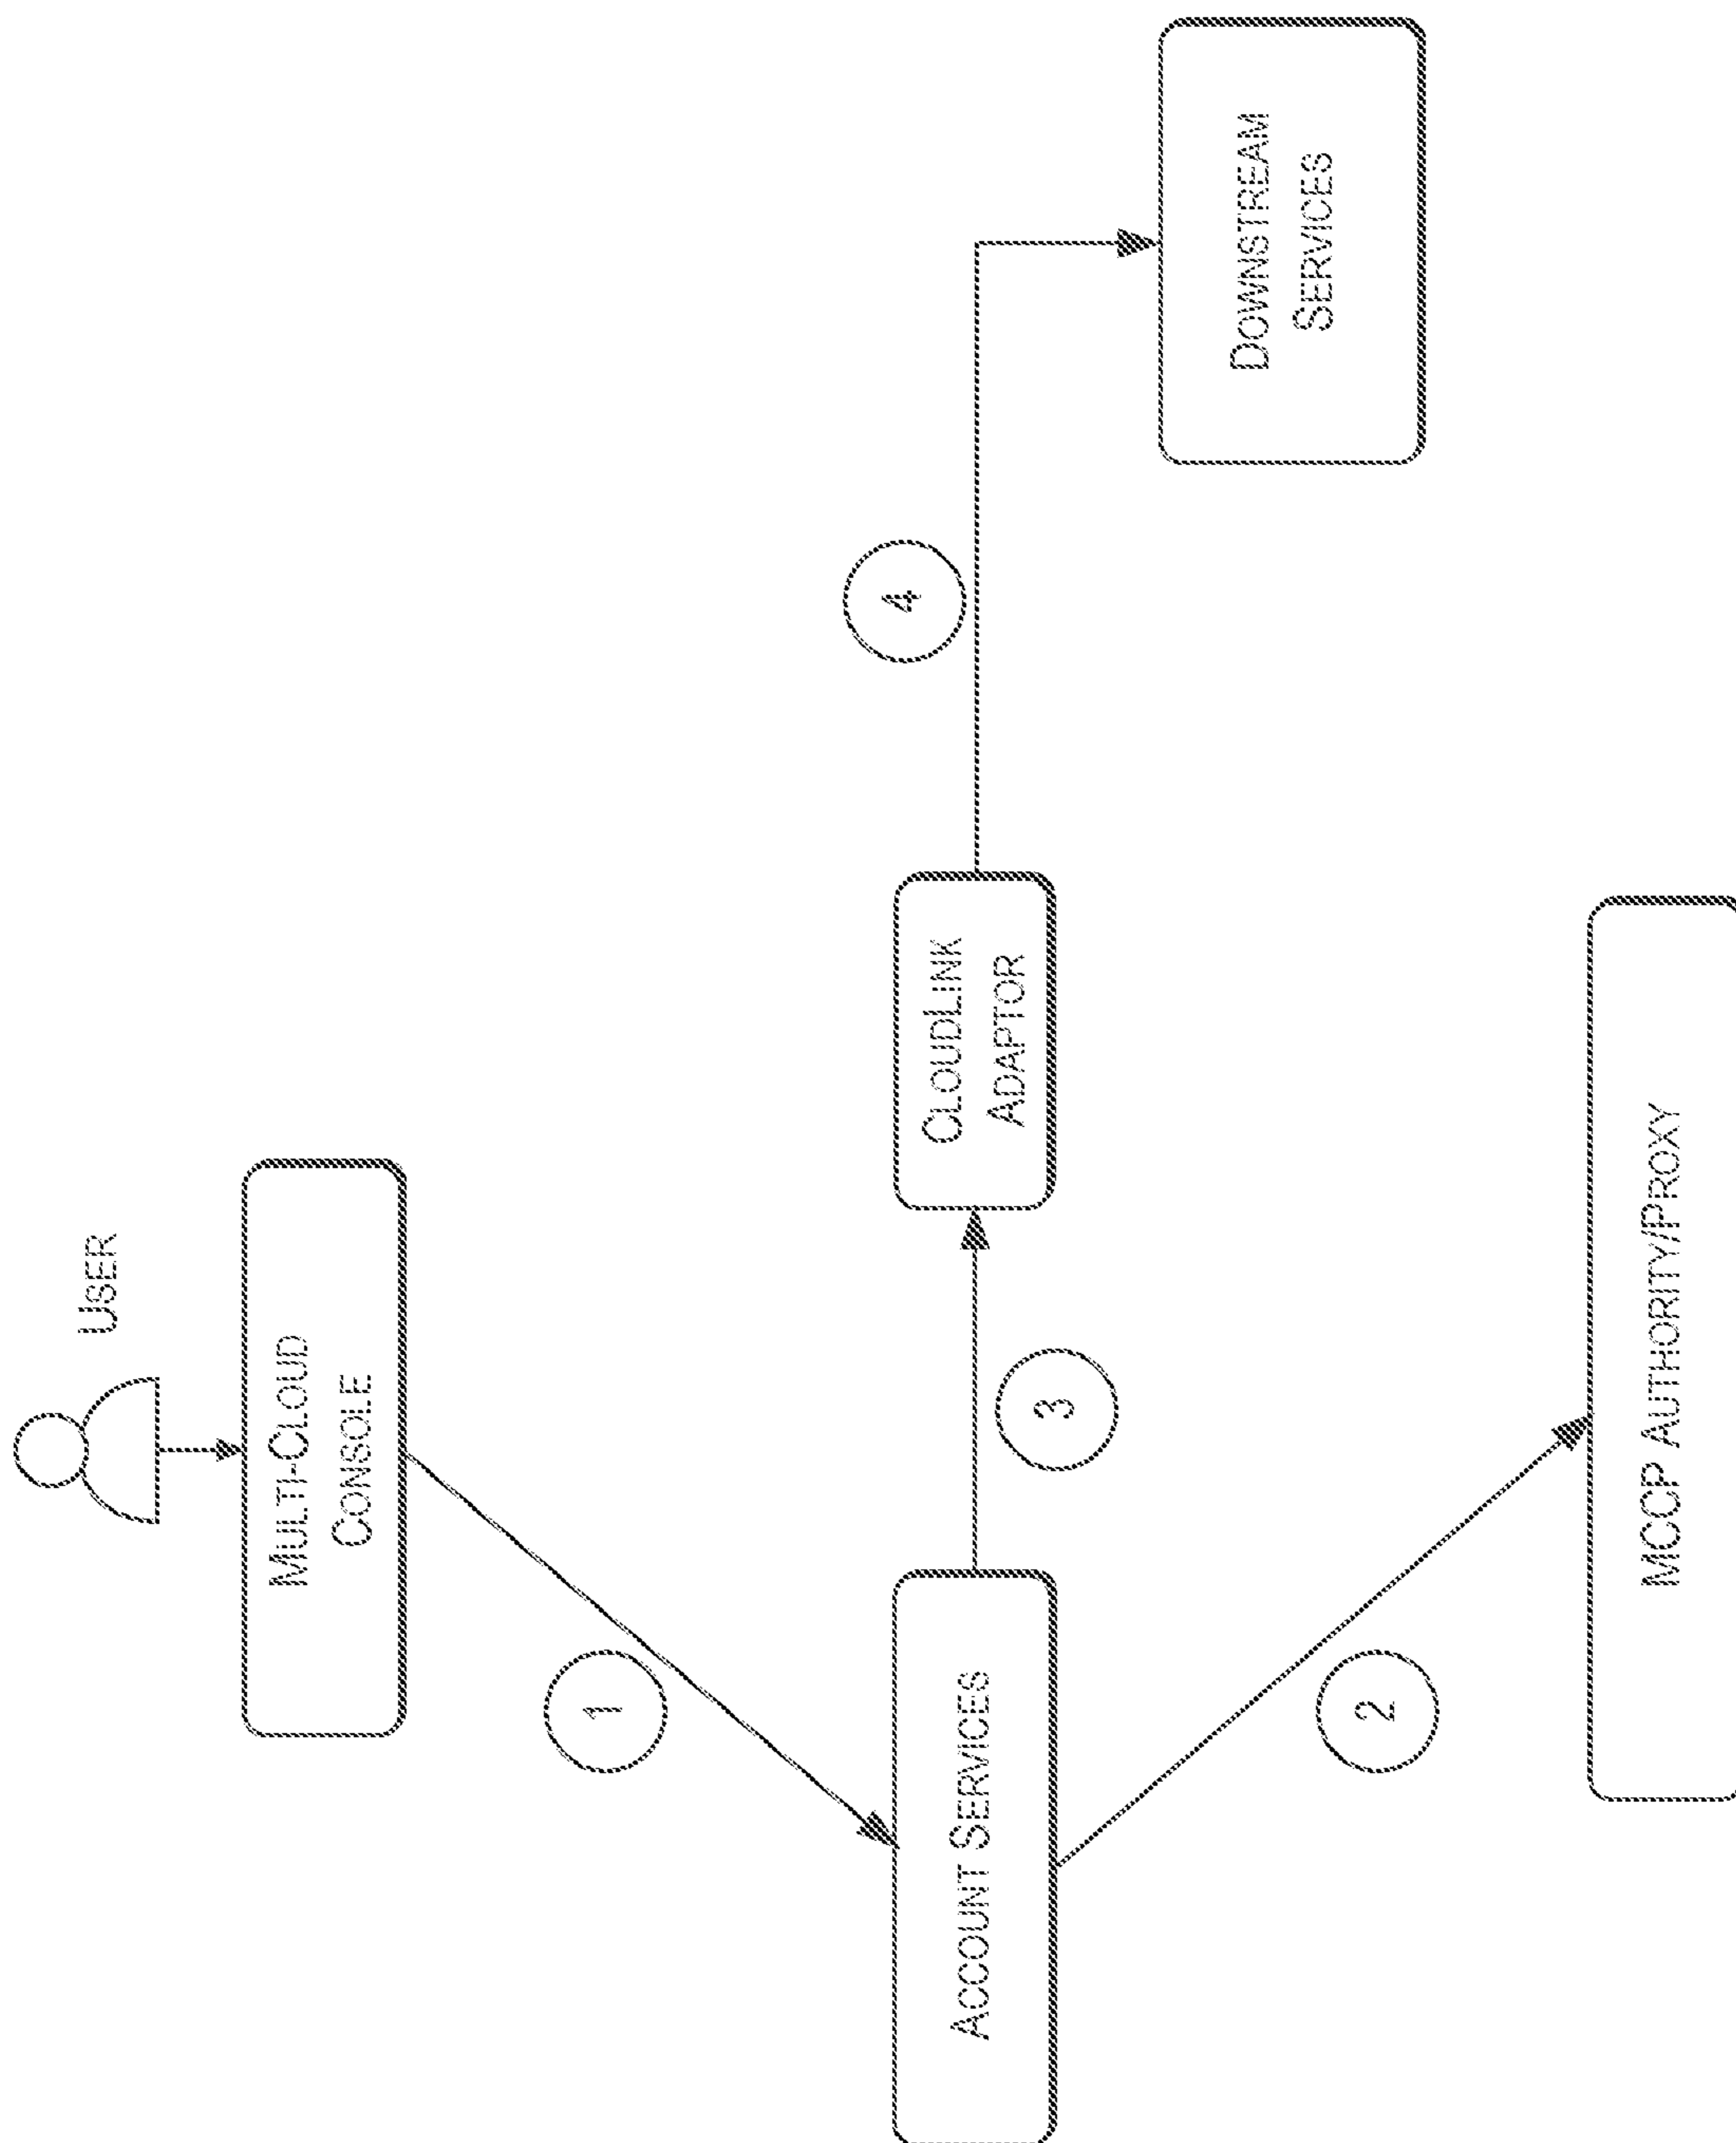 USER
MULTI-CLOUD
CONSOLE
1
ACCOUNT SERVICES
3
CLOUDLINK
ADAPTOR
4
DOWNSTREAM
SERVICES
2
MCCP AUTHORITY/PROXY